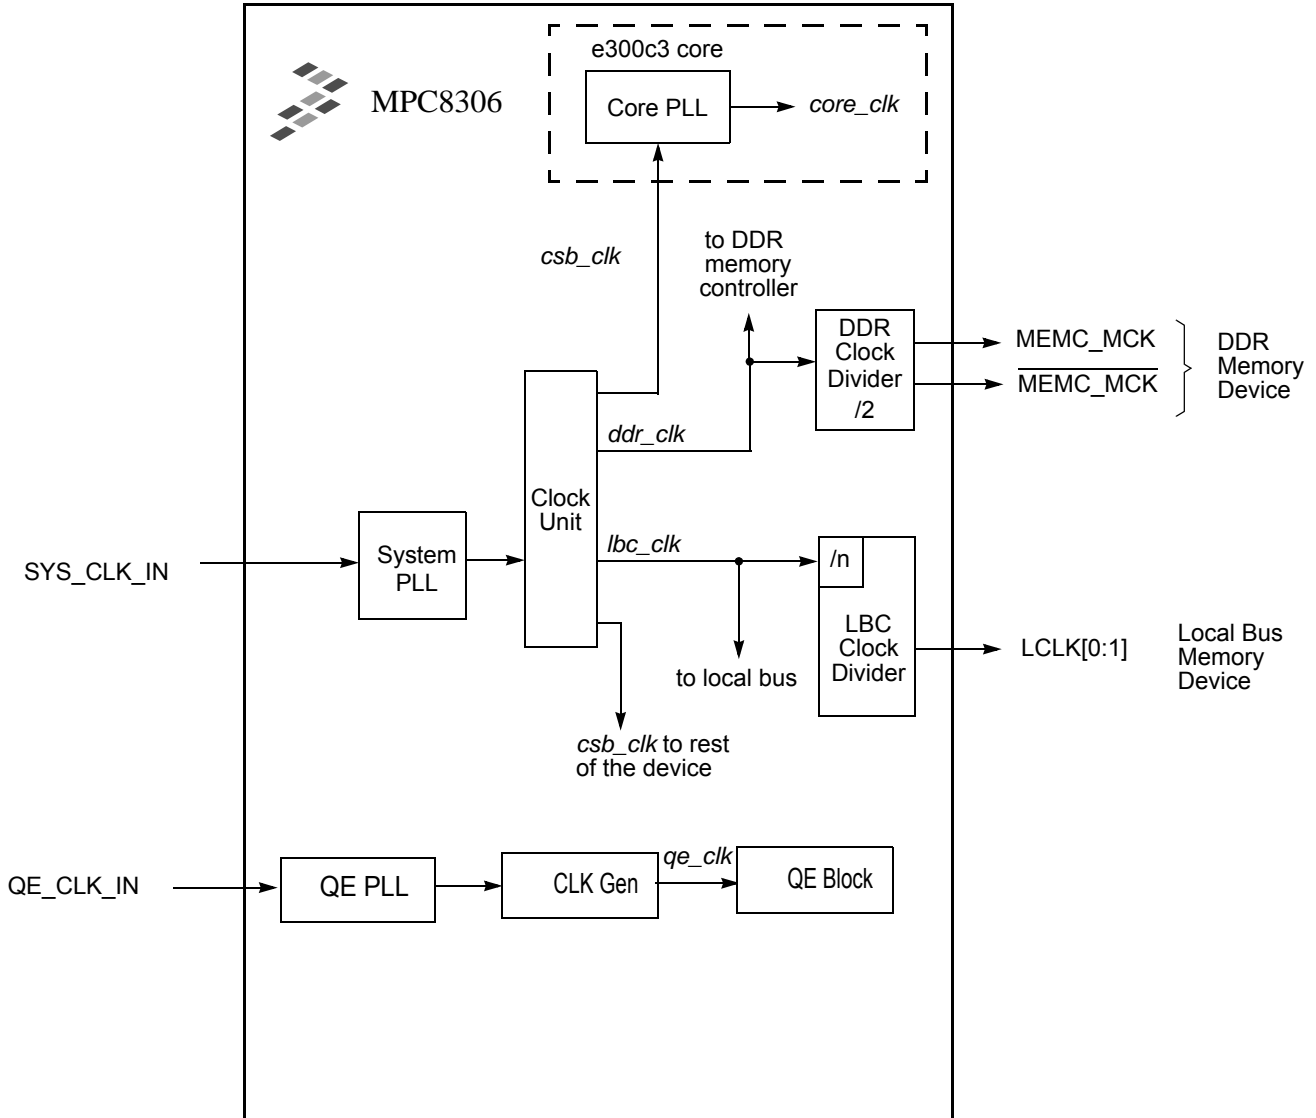 e300c3 core
MPC8306
Core PLL
core_clk
csb_clk
to DDR
memory
controller
DDR
Clock
Divider
/2
MEMC_MCK
MEMC_MCK
DDR
Memory
Device
ddr_clk
Clock
Unit
SYS_CLK_IN
System
PLL
lbc_clk
/n
LBC
Clock
Divider
LCLK[0:1]
Local Bus
Memory
Device
to local bus
csb_clk to rest
of the device
QE_CLK_IN
QE PLL
CLK Gen
qe_clk
QE Block